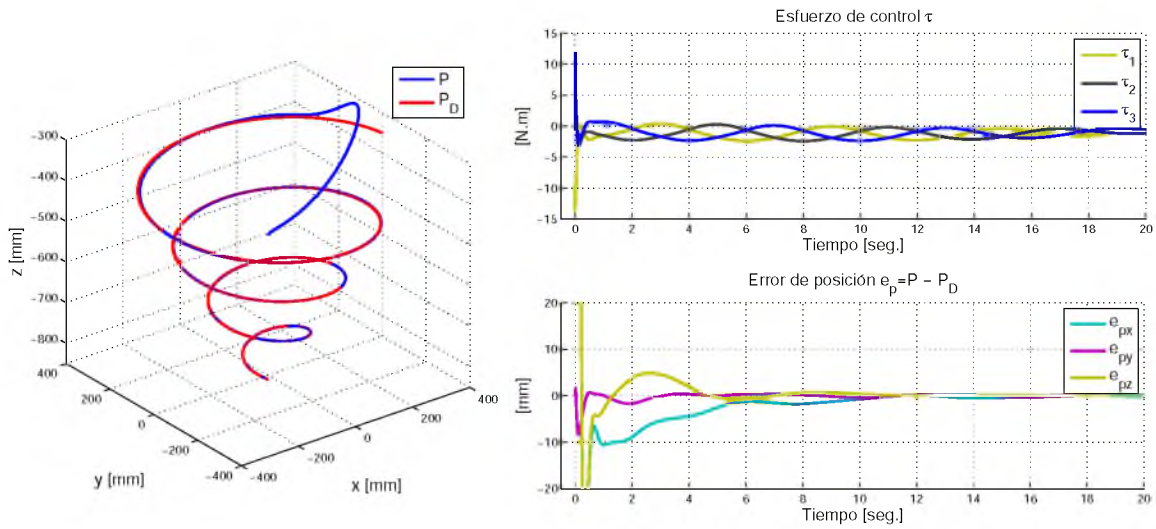 P
P_D
−300
−400
−500
−600
−700
−800
z [mm]
400
200
0
−200
−400
y [mm]
−400
−200
0
200
400
x [mm]
Esfuerzo de control τ
15
10
5
0
−5
−10
−15
[N.m]
0 2 4 6 8 10 12 14 16 18 20
Tiempo [seg.]
τ_1
τ_2
τ_3
Error de posición e_p=P − P_D
20
10
0
−10
−20
[mm]
0 2 4 6 8 10 12 14 16 18 20
Tiempo [seg.]
e_px
e_py
e_pz